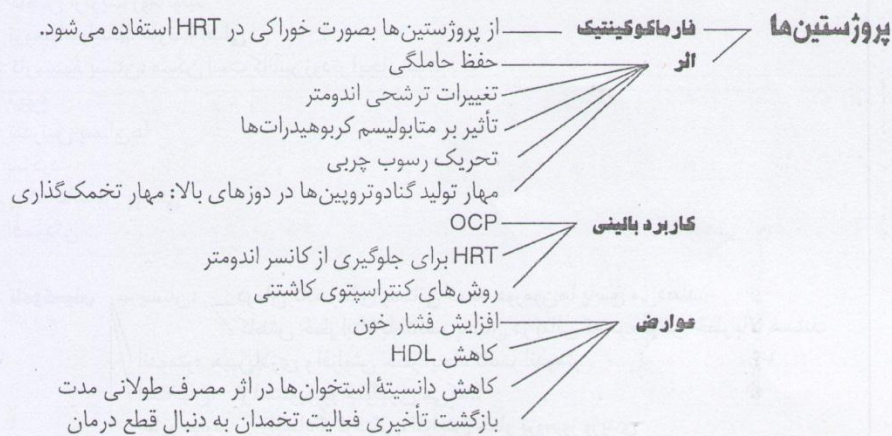 پروژستین‌ها
فارماکوکینتیک از پروژستین‌ها بصورت خوراکی در HRT استفاده می‌شود.
اثر حفظ حاملگی
تغییرات ترشحی اندومتر
تأثیر بر متابولیسم کربوهیدرات‌ها
تحریک رسوب چربی
مهار تولید گنادوتروپین‌ها در دوزهای بالا: مهار تخمک‌گذاری
کاربرد بالینی OCP
HRT برای جلوگیری از کانسر اندومتر
روش‌های کنتراسپتوی کاشتنی
عوارض افزایش فشار خون
کاهش HDL
کاهش دانسیتهٔ استخوان‌ها در اثر مصرف طولانی مدت
بازگشت تأخیری فعالیت تخمدان به دنبال قطع درمان